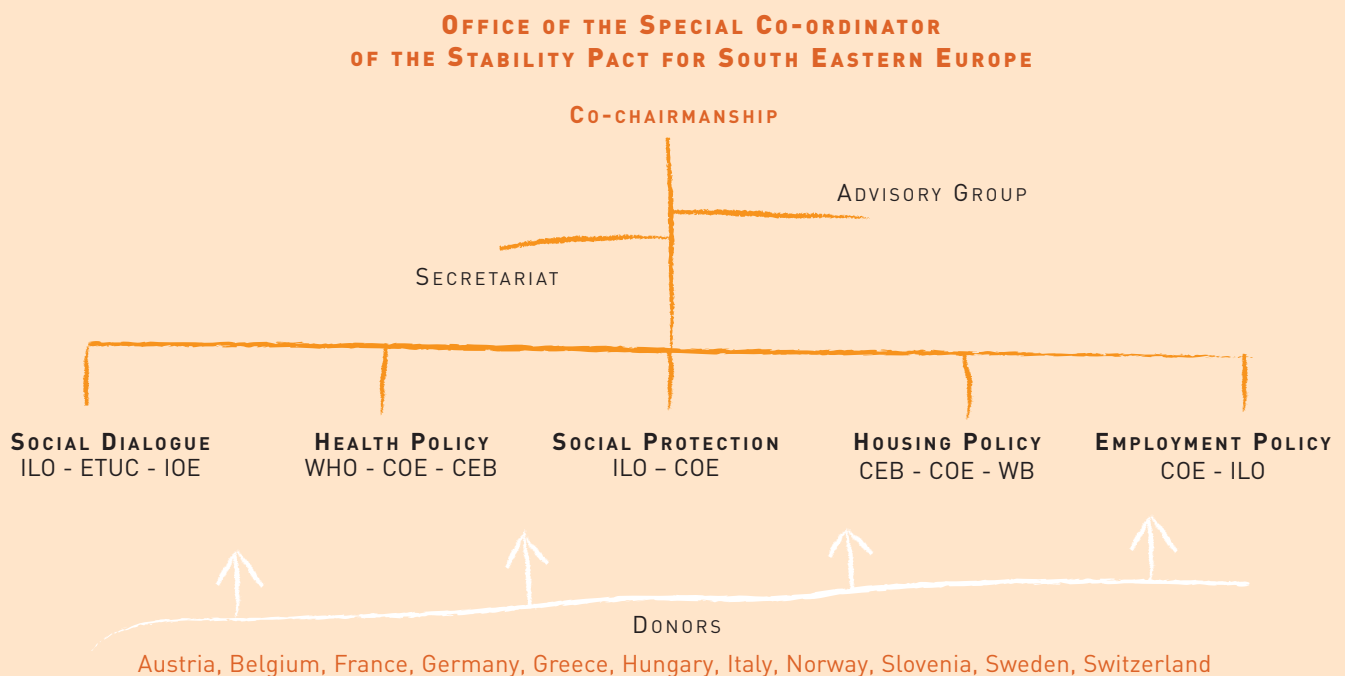 Office of the Special Co-ordinator
of the Stability Pact for South Eastern Europe
Co-chairmanship
Advisory Group
Secretariat
Social Dialogue
ILO - ETUC - IOE
Health Policy
WHO - COE - CEB
Social Protection
ILO – COE
Housing Policy
CEB - COE - WB
Employment Policy
COE - ILO
Donors
Austria, Belgium, France, Germany, Greece, Hungary, Italy, Norway, Slovenia, Sweden, Switzerland